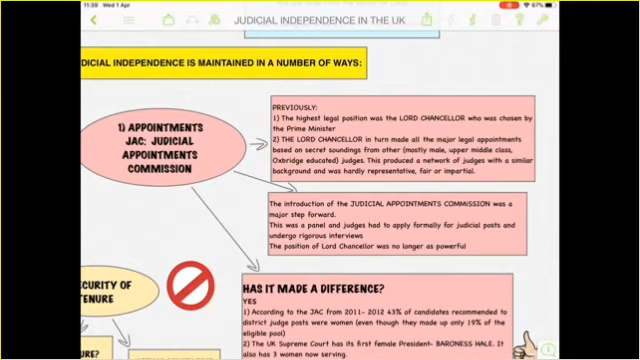 11:39 Wed 1 Apr
67%
JUDICIAL INDEPENDENCE IN THE UK
DICIAL INDEPENDENCE IS MAINTAINED IN A NUMBER OF WAYS:
1) APPOINTMENTS
JAC: JUDICIAL
APPOINTMENTS
COMMISSION
PREVIOUSLY:
1) The highest legal position was the LORD CHANCELLOR who was chosen by
the Prime Minister
2) THE LORD CHANCELLOR in turn made all the major legal appointments
based on secret soundings from other (mostly male, upper middle class,
Oxbridge educated) judges. This produced a network of judges with a similar
background and was hardly representative, fair or impartial.
The introduction of the JUDICIAL APPOINTMENTS COMMISSION was a
major step forward.
This was a panel and judges had to apply formally for judicial posts and
undergo rigorous interviews
The position of Lord Chancellor was no longer as powerful
CURITY OF
ENURE
HAS IT MADE A DIFFERENCE?
YES
1) According to the JAC from 2011- 2012 43% of candidates recommended to
district judge posts were women (even though they made up only 19% of the
eligible pool)
2) The UK Supreme Court has its first female President- BARONESS HALE. It
also has 3 women now serving.
URE?